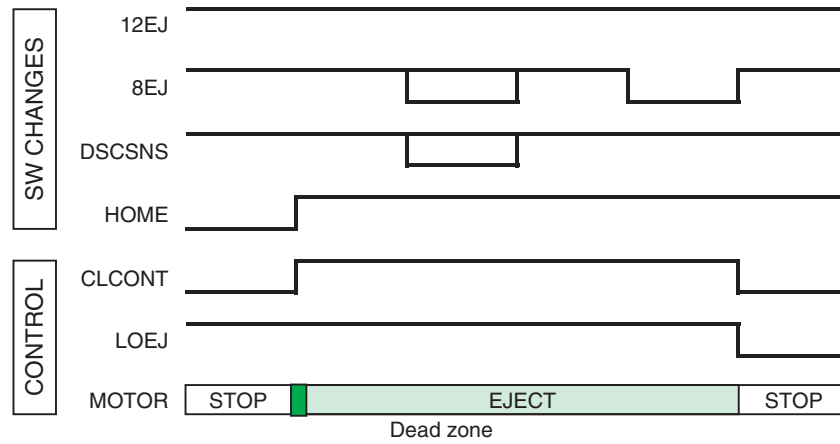 SW CHANGES
12EJ
8EJ
DSCSNS
HOME
CONTROL
CLCONT
LOEJ
MOTOR STOP EJECT STOP
Dead zone